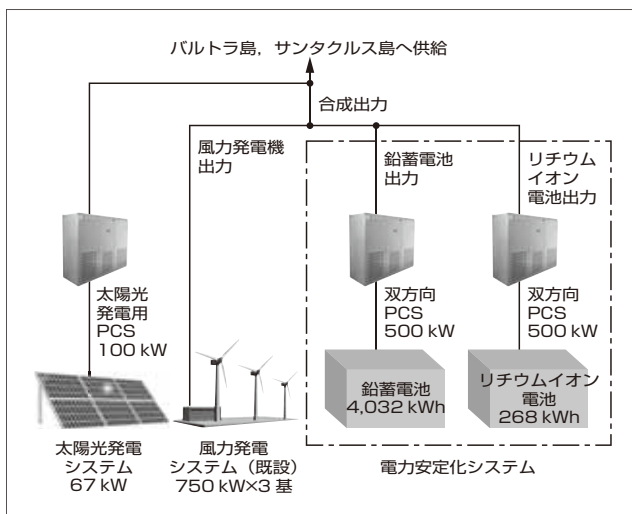 バルトラ島，サンタクルス島へ供給
合成出力
風力発電機
出力
鉛蓄電池
出力
リチウム
イオン
電池出力
太陽光
発電用
PCS
100 kW
双方向
PCS
500 kW
双方向
PCS
500 kW
鉛蓄電池
4,032 kWh
リチウムイオン
電池
268 kWh
太陽光発電
システム
67 kW
風力発電
システム（既設）
750 kW×3 基
電力安定化システム